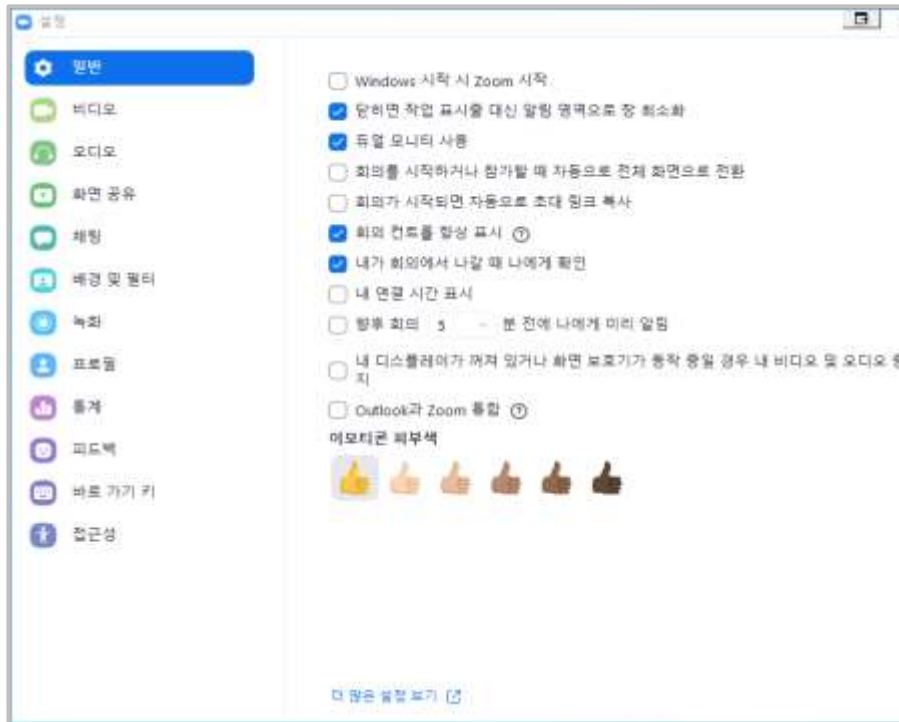 설정
일반
비디오
오디오
화면 공유
채팅
배경 및 필터
녹화
프로필
통계
피드백
바로 가기 키
접근성
Windows 시작 시 Zoom 시작
닫히면 작업 표시줄 대신 알림 영역으로 창 최소화
듀얼 모니터 사용
회의를 시작하거나 참가할 때 자동으로 전체 화면으로 전환
회의가 시작되면 자동으로 초대 링크 복사
회의 컨트롤 항상 표시
내가 회의에서 나갈 때 나에게 확인
내 연결 시간 표시
향후 회의 5 분 전에 나에게 미리 알림
내 디스플레이가 꺼져 있거나 화면 보호기가 동작 중일 경우 내 비디오 및 오디오 중
지
Outlook과 Zoom 통합
이모티콘 피부색
더 많은 설정 보기